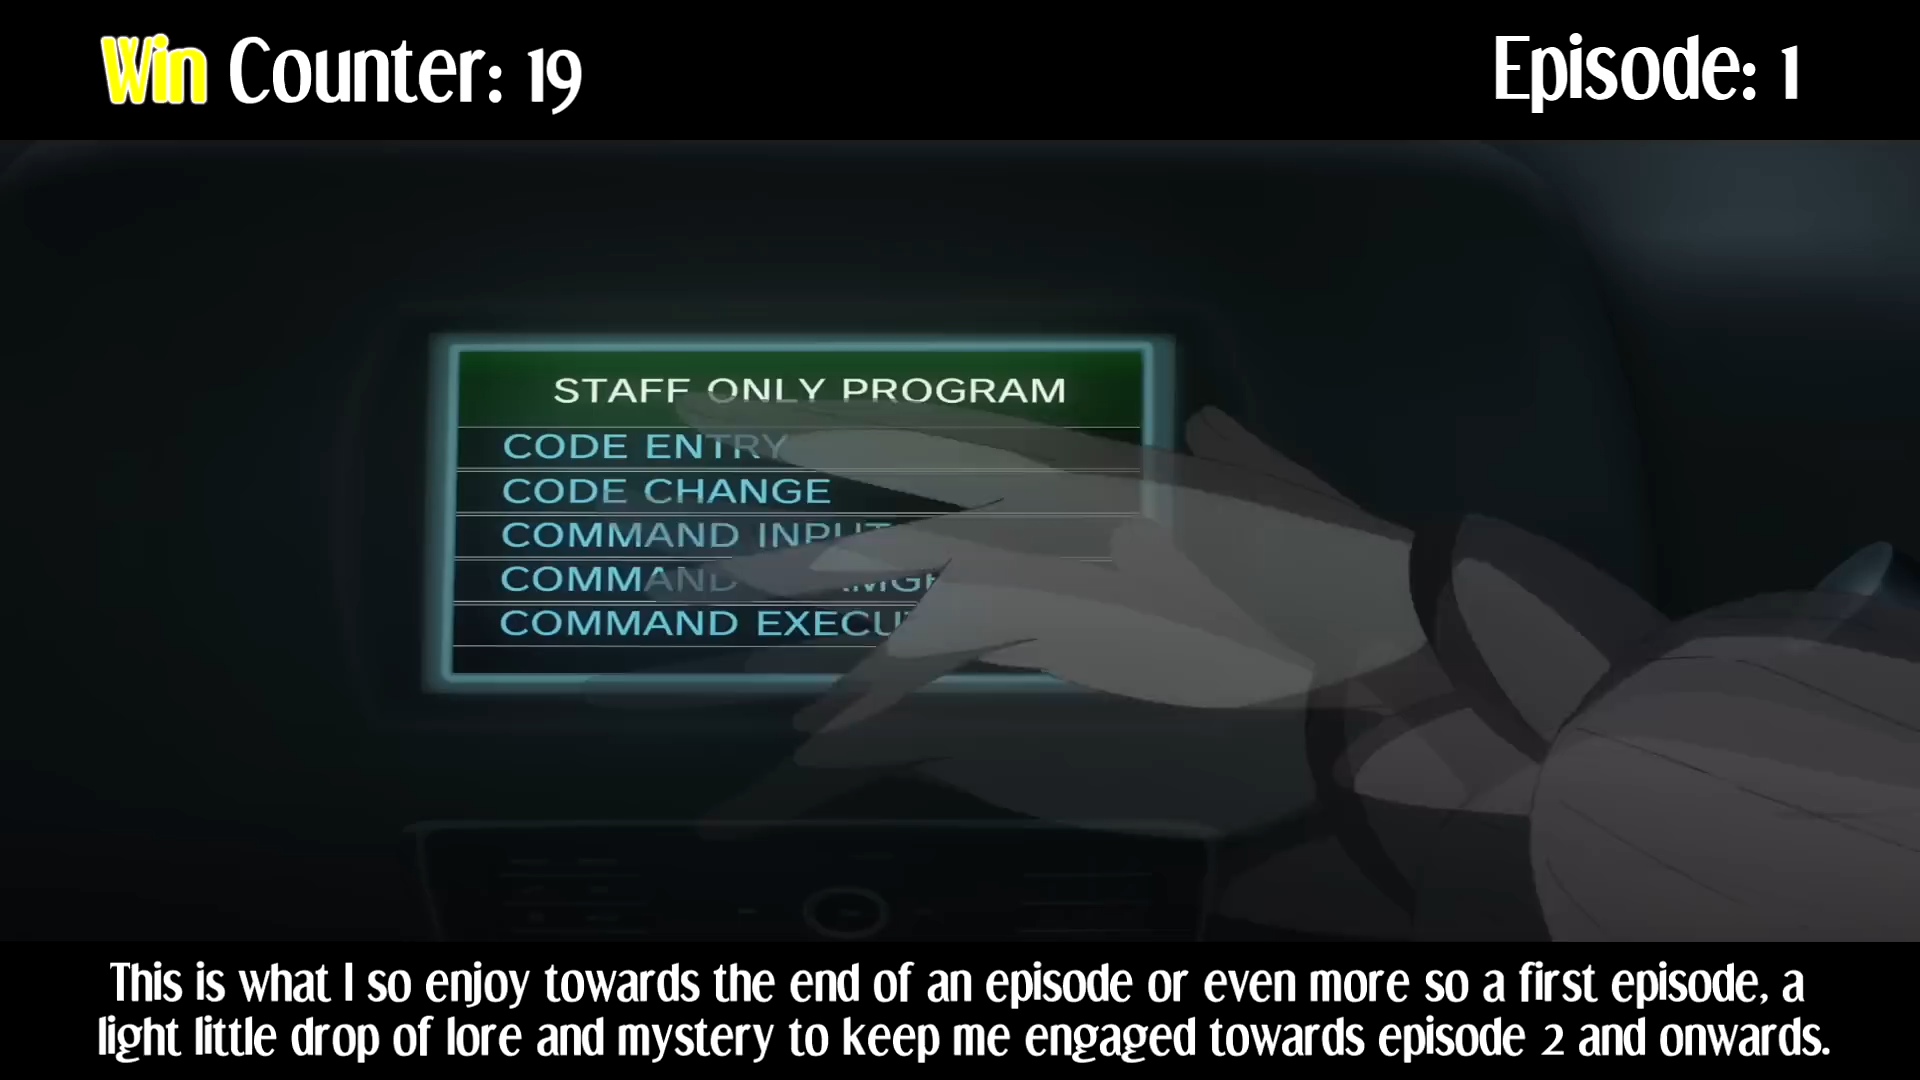 Win Counter: 19
Episode: 1
STAFF ONLY PROGRAM
CODE ENTRY
CODE CHANGE
COMMAND INPUT
COMMAND
COMMAND
This is what I so enjoy towards the end of an episode or even more so a first episode, a
light little drop of lore and mystery to keep me engaged towards episode 2 and onwards.